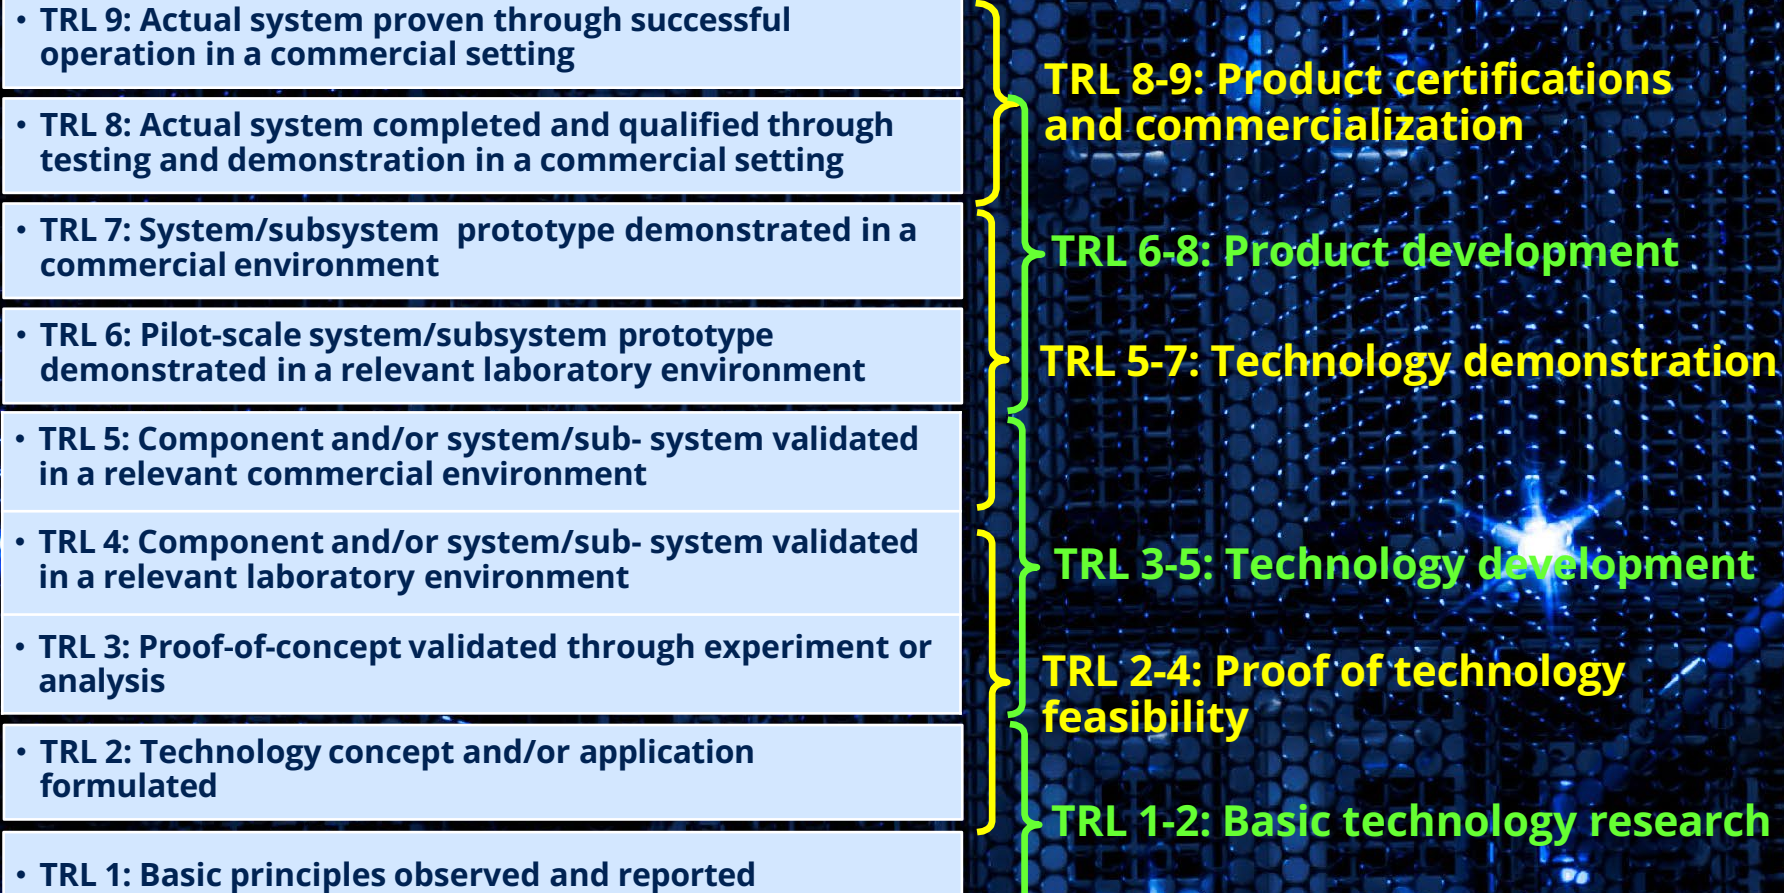 • TRL 9: Actual system proven through successful
operation in a commercial setting
• TRL 8: Actual system completed and qualified through
testing and demonstration in a commercial setting
• TRL 7: System/subsystem  prototype demonstrated in a
commercial environment
• TRL 6: Pilot-scale system/subsystem prototype
demonstrated in a relevant laboratory environment
• TRL 5: Component and/or system/sub- system validated
in a relevant commercial environment
• TRL 4: Component and/or system/sub- system validated
in a relevant laboratory environment
• TRL 3: Proof-of-concept validated through experiment or
analysis
• TRL 2: Technology concept and/or application
formulated
• TRL 1: Basic principles observed and reported
TRL 8-9: Product certifications
and commercialization
TRL 6-8: Product development
TRL 5-7: Technology demonstration
TRL 3-5: Technology development
TRL 2-4: Proof of technology
feasibility
TRL 1-2: Basic technology research